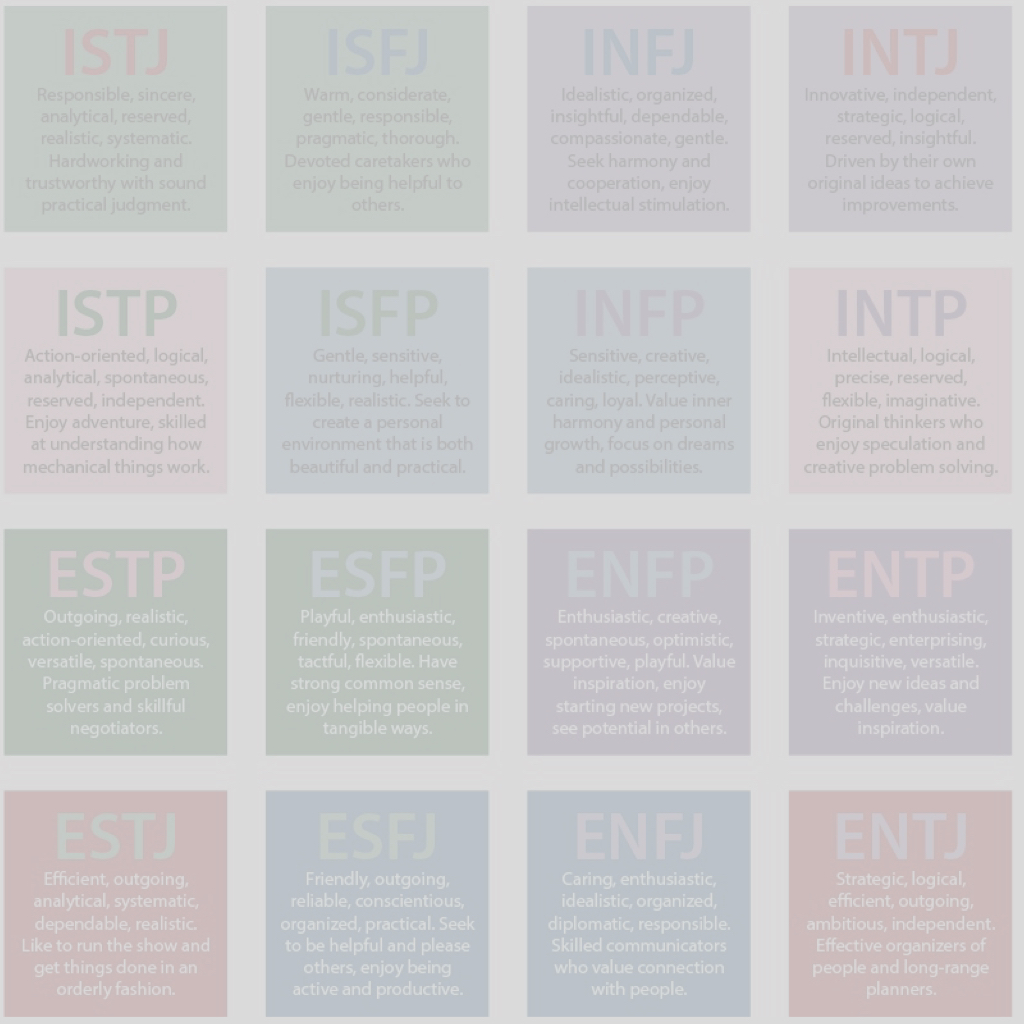 ISTJ
Responsible, sincere,
analytical, reserved,
realistic, systematic.
Hardworking and
trustworthy with sound
practical judgment.
ISFJ
Warm, considerate,
gentle, responsible,
pragmatic, thorough.
Devoted caretakers who
enjoy being helpful to
others.
INFJ
Idealistic, organized,
insightful, dependable,
compassionate, gentle.
Seek harmony and
cooperation, enjoy
intellectual stimulation.
INTJ
Innovative, independent,
strategic, logical,
reserved, insightful.
Driven by their own
original ideas to achieve
improvements.
ISTP
Action-oriented, logical,
analytical, spontaneous,
reserved, independent.
Enjoy adventure, skilled
at understanding how
mechanical things work.
ISFP
Gentle, sensitive,
nurturing, helpful,
flexible, realistic. Seek to
create a personal
environment that is both
beautiful and practical.
INFP
Sensitive, creative,
idealistic, perceptive,
caring, loyal. Value inner
harmony and personal
growth, focus on dreams
and possibilities.
INTP
Intellectual, logical,
precise, reserved,
flexible, imaginative.
Original thinkers who
enjoy speculation and
creative problem solving.
ESTP
Outgoing, realistic,
action-oriented, curious,
versatile, spontaneous.
Pragmatic problem
solvers and skillful
negotiators.
ESFP
Playful, enthusiastic,
friendly, spontaneous,
tactful, flexible. Have
strong common sense,
enjoy helping people in
tangible ways.
ENFP
Enthusiastic, creative,
spontaneous, optimistic,
supportive, playful. Value
inspiration, enjoy
starting new projects,
see potential in others.
ENTP
Inventive, enthusiastic,
strategic, enterprising,
inquisitive, versatile.
Enjoy new ideas and
challenges, value
inspiration.
ESTJ
Efficient, outgoing,
analytical, systematic,
dependable, realistic.
Like to run the show and
get things done in an
orderly fashion.
ESFJ
Friendly, outgoing,
reliable, conscientious,
organized, practical. Seek
to be helpful and please
others, enjoy being
active and productive.
ENFJ
Caring, enthusiastic,
idealistic, organized,
diplomatic, responsible.
Skilled communicators
who value connection
with people.
ENTJ
Strategic, logical,
efficient, outgoing,
ambitious, independent.
Effective organizers of
people and long-range
planners.